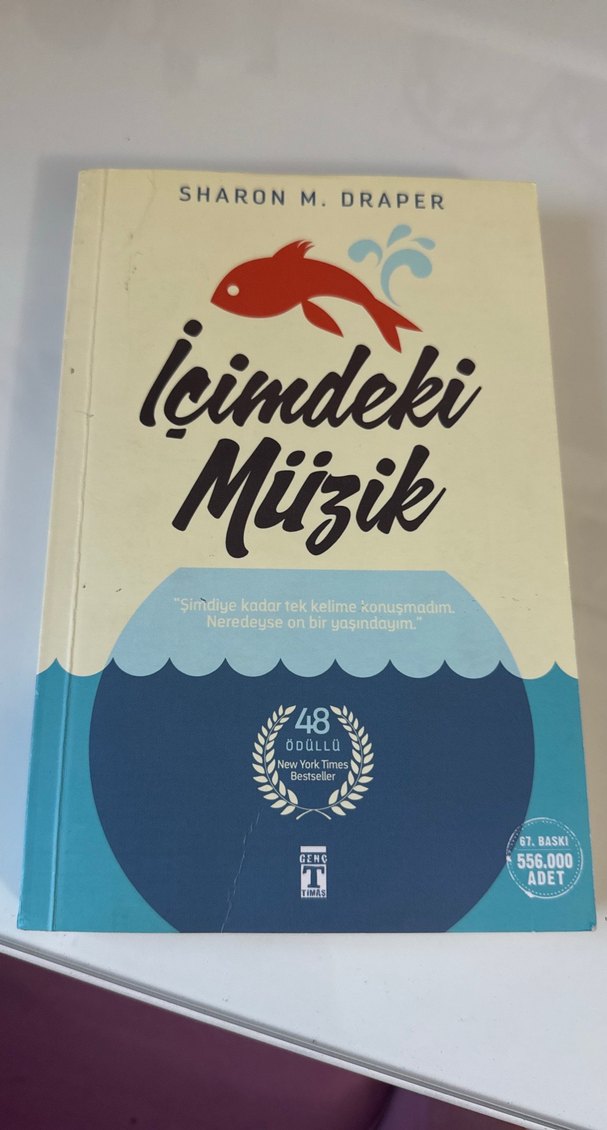 SHARON M. DRAPER
İçimdeki
Müzik
"Şimdiye kadar tek kelime konuşmadım.
Neredeyse on bir yaşındayım."
48
ÖDÜLLÜ
New York Times
Bestseller
GENÇ
T
TİMAŞ
67. BASKI
556.000
ADET